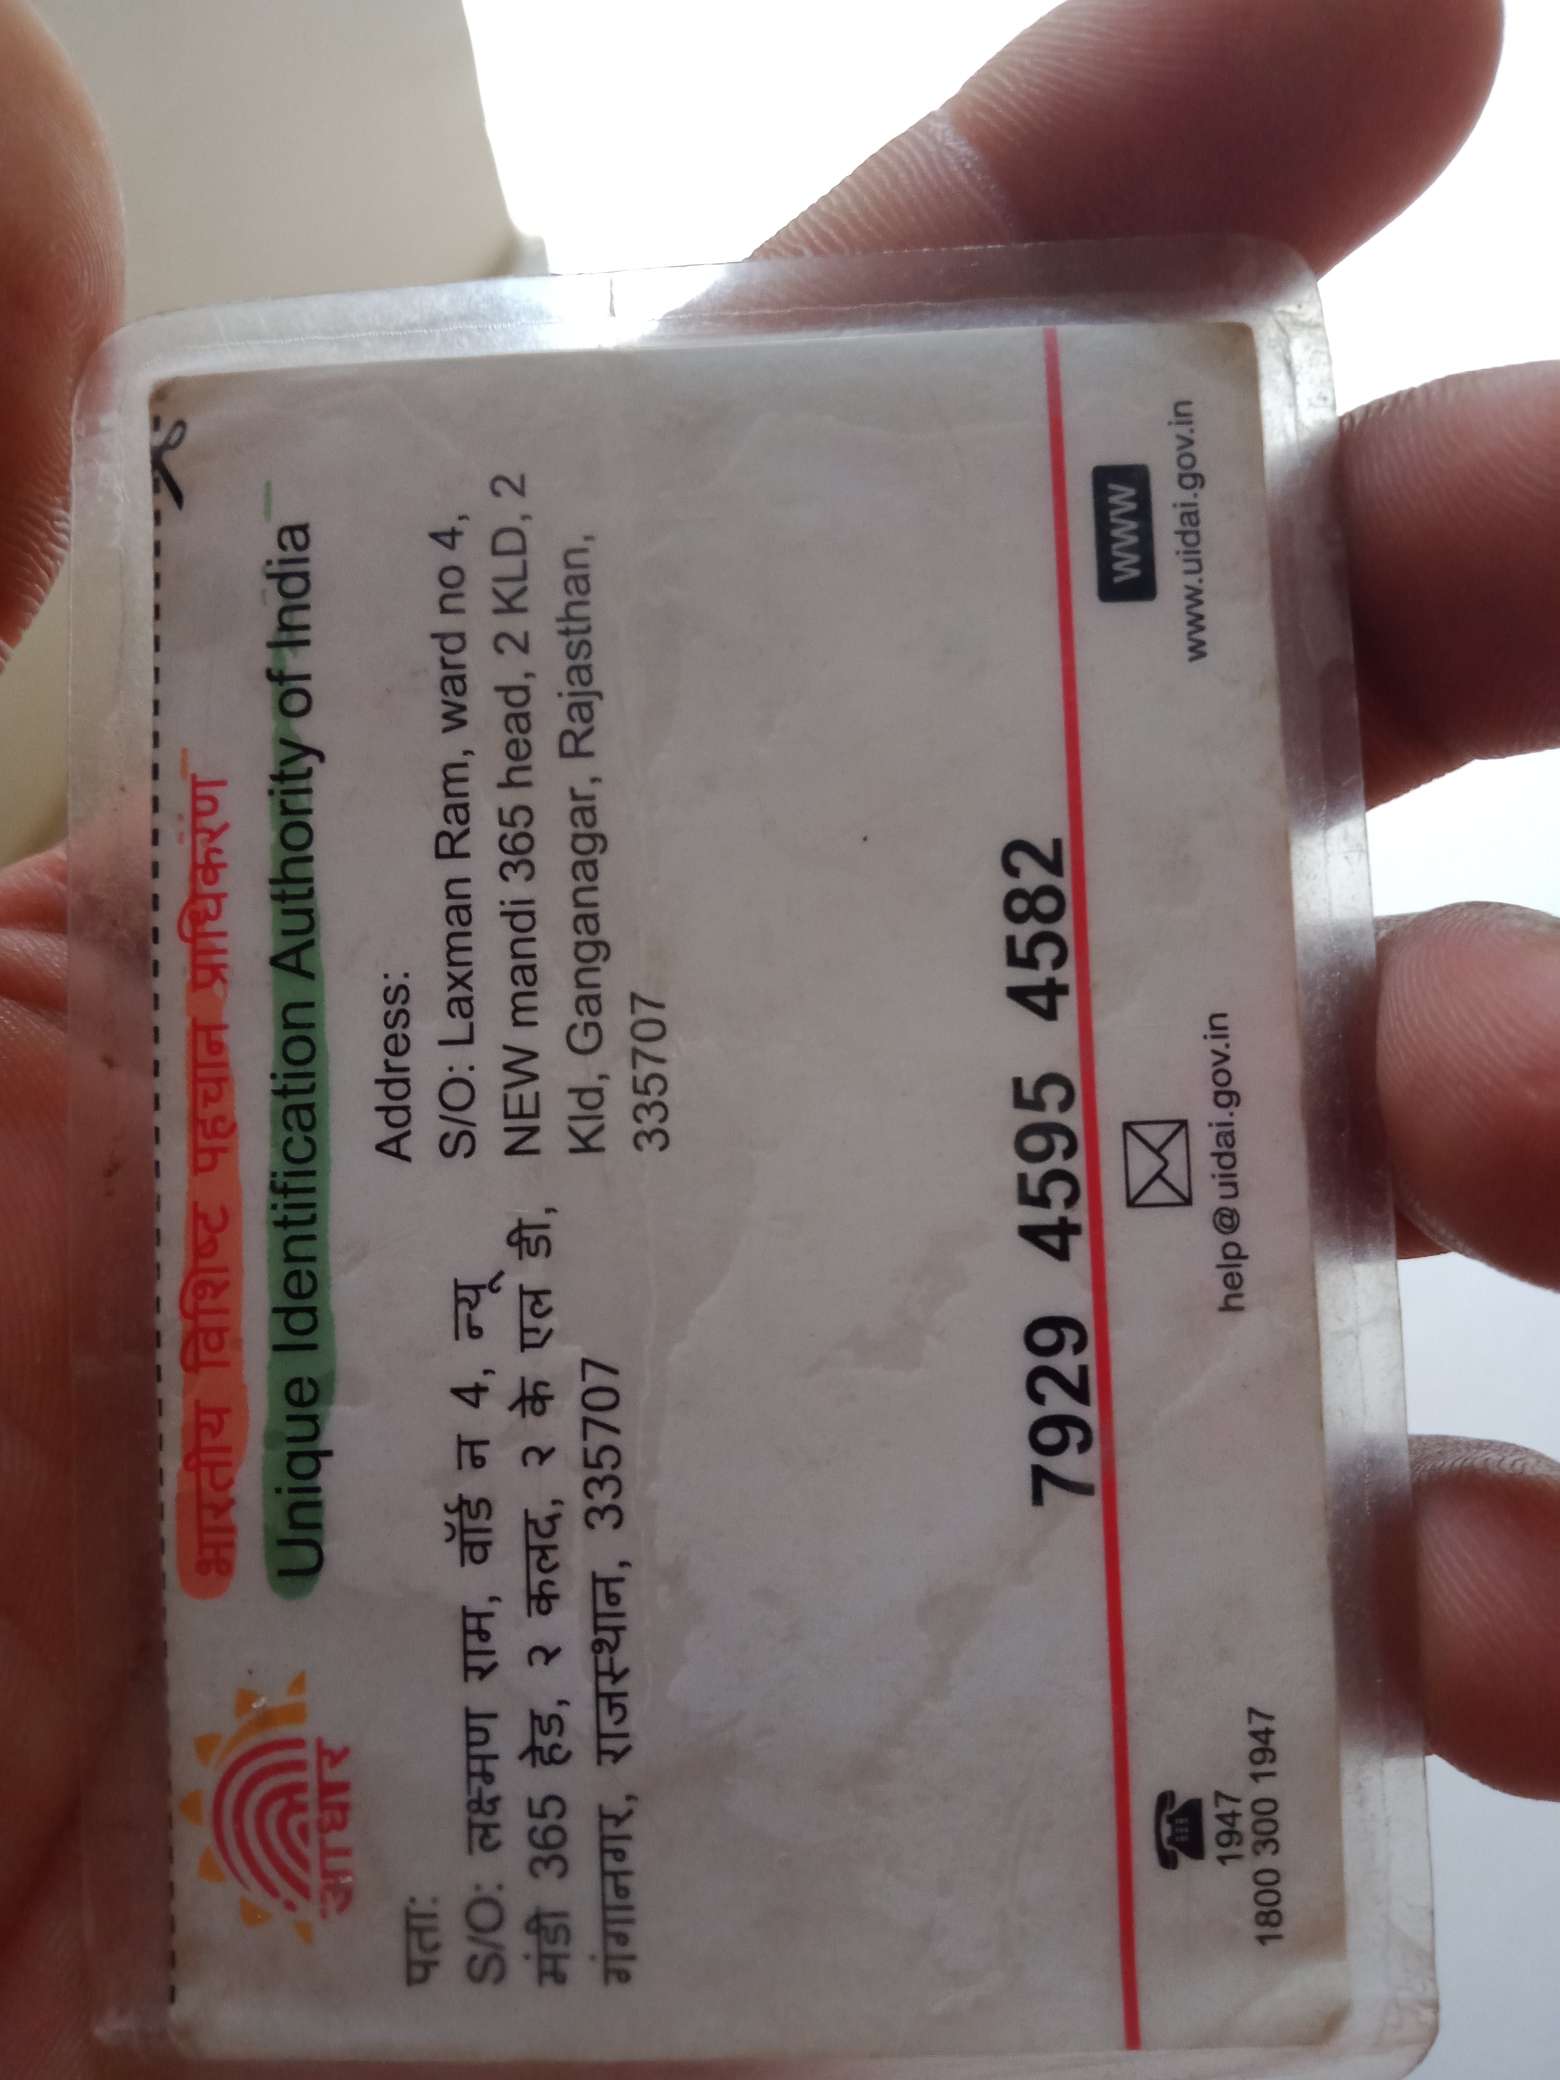 भारतीय विशिष्ट पहचान प्राधिकरण
Unique Identification Authority of India
आधार
पता:
S/O: लक्ष्मण राम, वॉर्ड न 4, न्यू
मंडी 365 हेड, २ कलद, २ के एल डी,
गंगानगर, राजस्थान, 335707
Address:
S/O: Laxman Ram, ward no 4,
NEW mandi 365 head, 2 KLD, 2
Kld, Ganganagar, Rajasthan,
335707
7929 4595 4582
1947
1800 300 1947
help@uidai.gov.in
www
www.uidai.gov.in